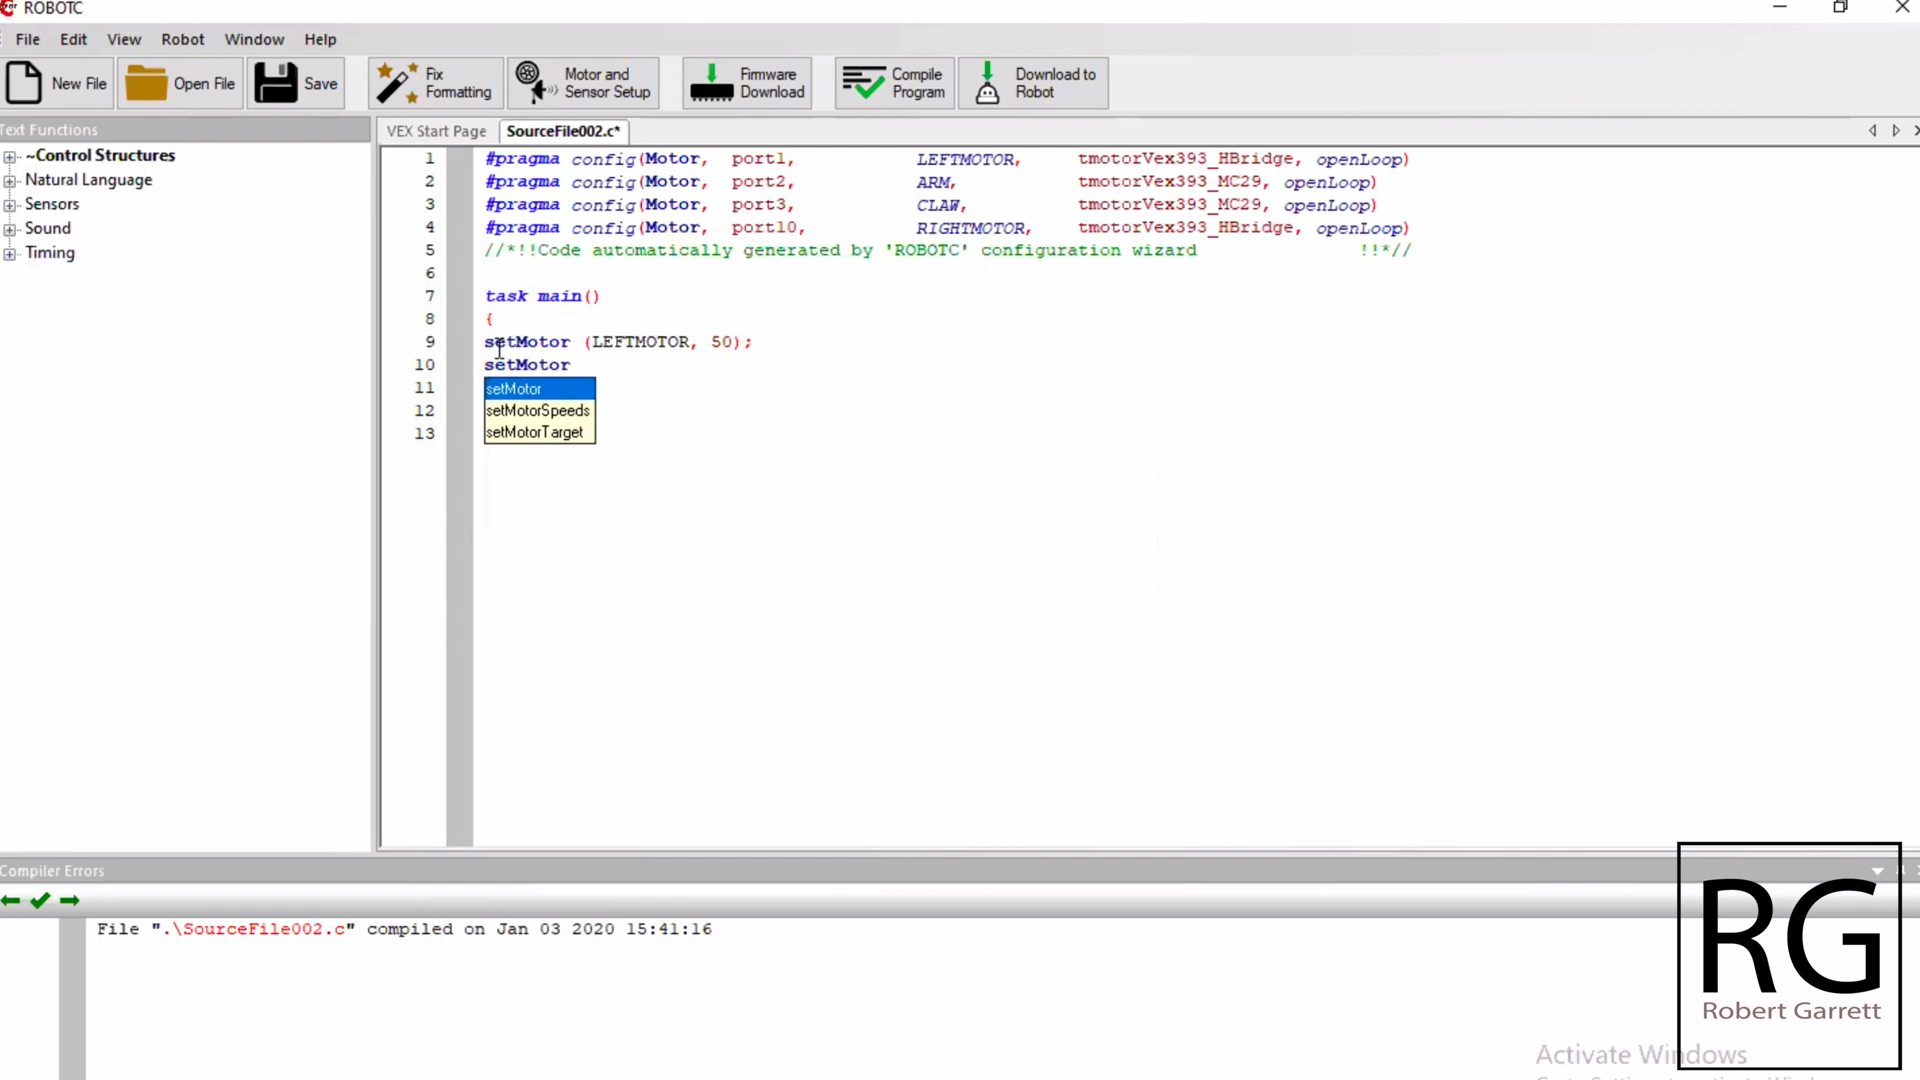 ROBOTC
File Edit View Robot Window Help
New File Open File Save Fix Formatting Motor and Sensor Setup Firmware Download Compile Program Download to Robot
Text Functions
~Control Structures
Natural Language
Sensors
Sound
Timing
VEX Start Page SourceFile002.c*
1 #pragma config(Motor, port1, LEFTMOTOR, tmotorVex393_HBridge, openLoop)
2 #pragma config(Motor, port2, ARM, tmotorVex393_MC29, openLoop)
3 #pragma config(Motor, port3, CLAW, tmotorVex393_MC29, openLoop)
4 #pragma config(Motor, port10, RIGHTMOTOR, tmotorVex393_HBridge, openLoop)
5 //*!!Code automatically generated by 'ROBOTC' configuration wizard !!*//
6
7 task main()
8 {
9 setMotor (LEFTMOTOR, 50);
10 setMotor
11 setMotor
12 setMotorSpeeds
13 setMotorTarget
Compiler Errors
File ".\SourceFile002.c" compiled on Jan 03 2020 15:41:16
RG
Robert Garrett
Activate Windows